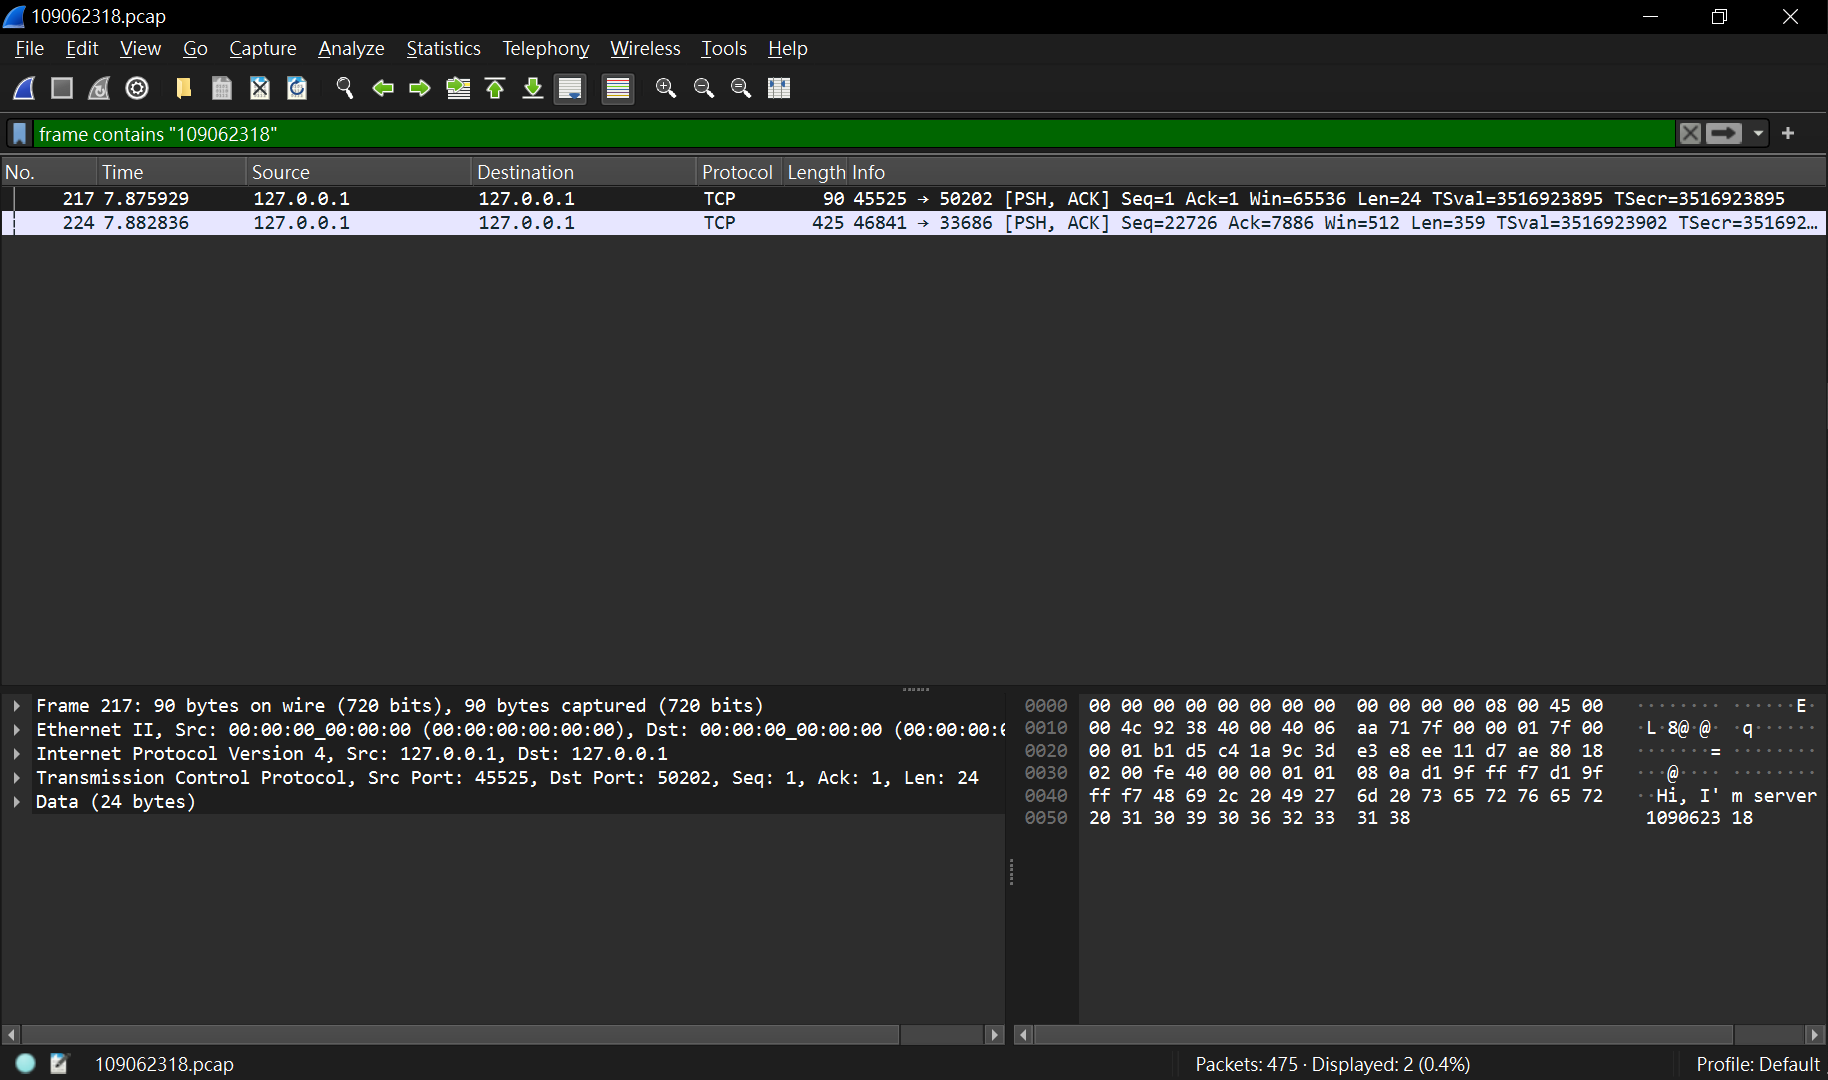 109062318.pcap
File Edit View Go Capture Analyze Statistics Telephony Wireless Tools Help
frame contains "109062318"
No. Time Source Destination Protocol Length Info
217 7.875929 127.0.0.1 127.0.0.1 TCP 90 45525 → 50202 [PSH, ACK] Seq=1 Ack=1 Win=65536 Len=24 TSval=3516923895 TSecr=3516923895
224 7.882836 127.0.0.1 127.0.0.1 TCP 425 46841 → 33686 [PSH, ACK] Seq=22726 Ack=7886 Win=512 Len=359 TSval=3516923902 TSecr=351692…
Frame 217: 90 bytes on wire (720 bits), 90 bytes captured (720 bits)
Ethernet II, Src: 00:00:00_00:00:00 (00:00:00:00:00:00), Dst: 00:00:00_00:00:00 (00:00:00:0
Internet Protocol Version 4, Src: 127.0.0.1, Dst: 127.0.0.1
Transmission Control Protocol, Src Port: 45525, Dst Port: 50202, Seq: 1, Ack: 1, Len: 24
Data (24 bytes)
0000 00 00 00 00 00 00 00 00 00 00 00 00 08 00 45 00 ········ ······E·
0010 00 4c 92 38 40 00 40 06 aa 71 7f 00 00 01 7f 00 ·L·8@·@· ·q······
0020 00 01 b1 d5 c4 1a 9c 3d e3 e8 ee 11 d7 ae 80 18 ·······= ········
0030 02 00 fe 40 00 00 01 01 08 0a d1 9f ff f7 d1 9f ···@···· ········
0040 ff f7 48 69 2c 20 49 27 6d 20 73 65 72 76 65 72 ··Hi, I' m server
0050 20 31 30 39 30 36 32 33 31 38 1090623 18
109062318.pcap
Packets: 475 · Displayed: 2 (0.4%)
Profile: Default